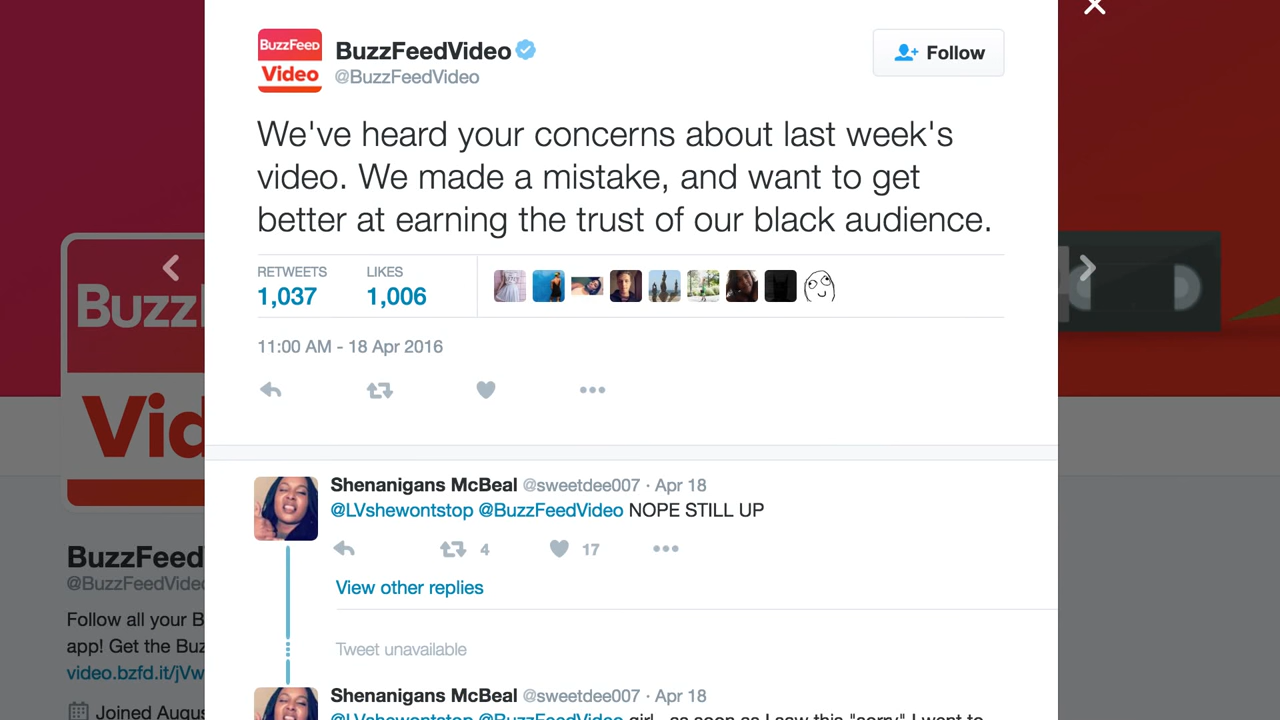 BuzzFeed
Video
BuzzFeedVideo
@BuzzFeedVideo
Follow
We've heard your concerns about last week's
video. We made a mistake, and want to get
better at earning the trust of our black audience.
RETWEETS LIKES
1,037 1,006
11:00 AM - 18 Apr 2016
Shenanigans McBeal @sweetdee007 · Apr 18
@LVshewontstop @BuzzFeedVideo NOPE STILL UP
4 17
View other replies
Tweet unavailable
Shenanigans McBeal @sweetdee007 · Apr 18
@LVshewontstop @BuzzFeedVideo girl.. as soon as I saw this "sorry" I went to
Buzz
Vid
BuzzFeed
@BuzzFeedVideo
Follow all your B
app! Get the Buz
video.bzfd.it/jVw
Joined Augus